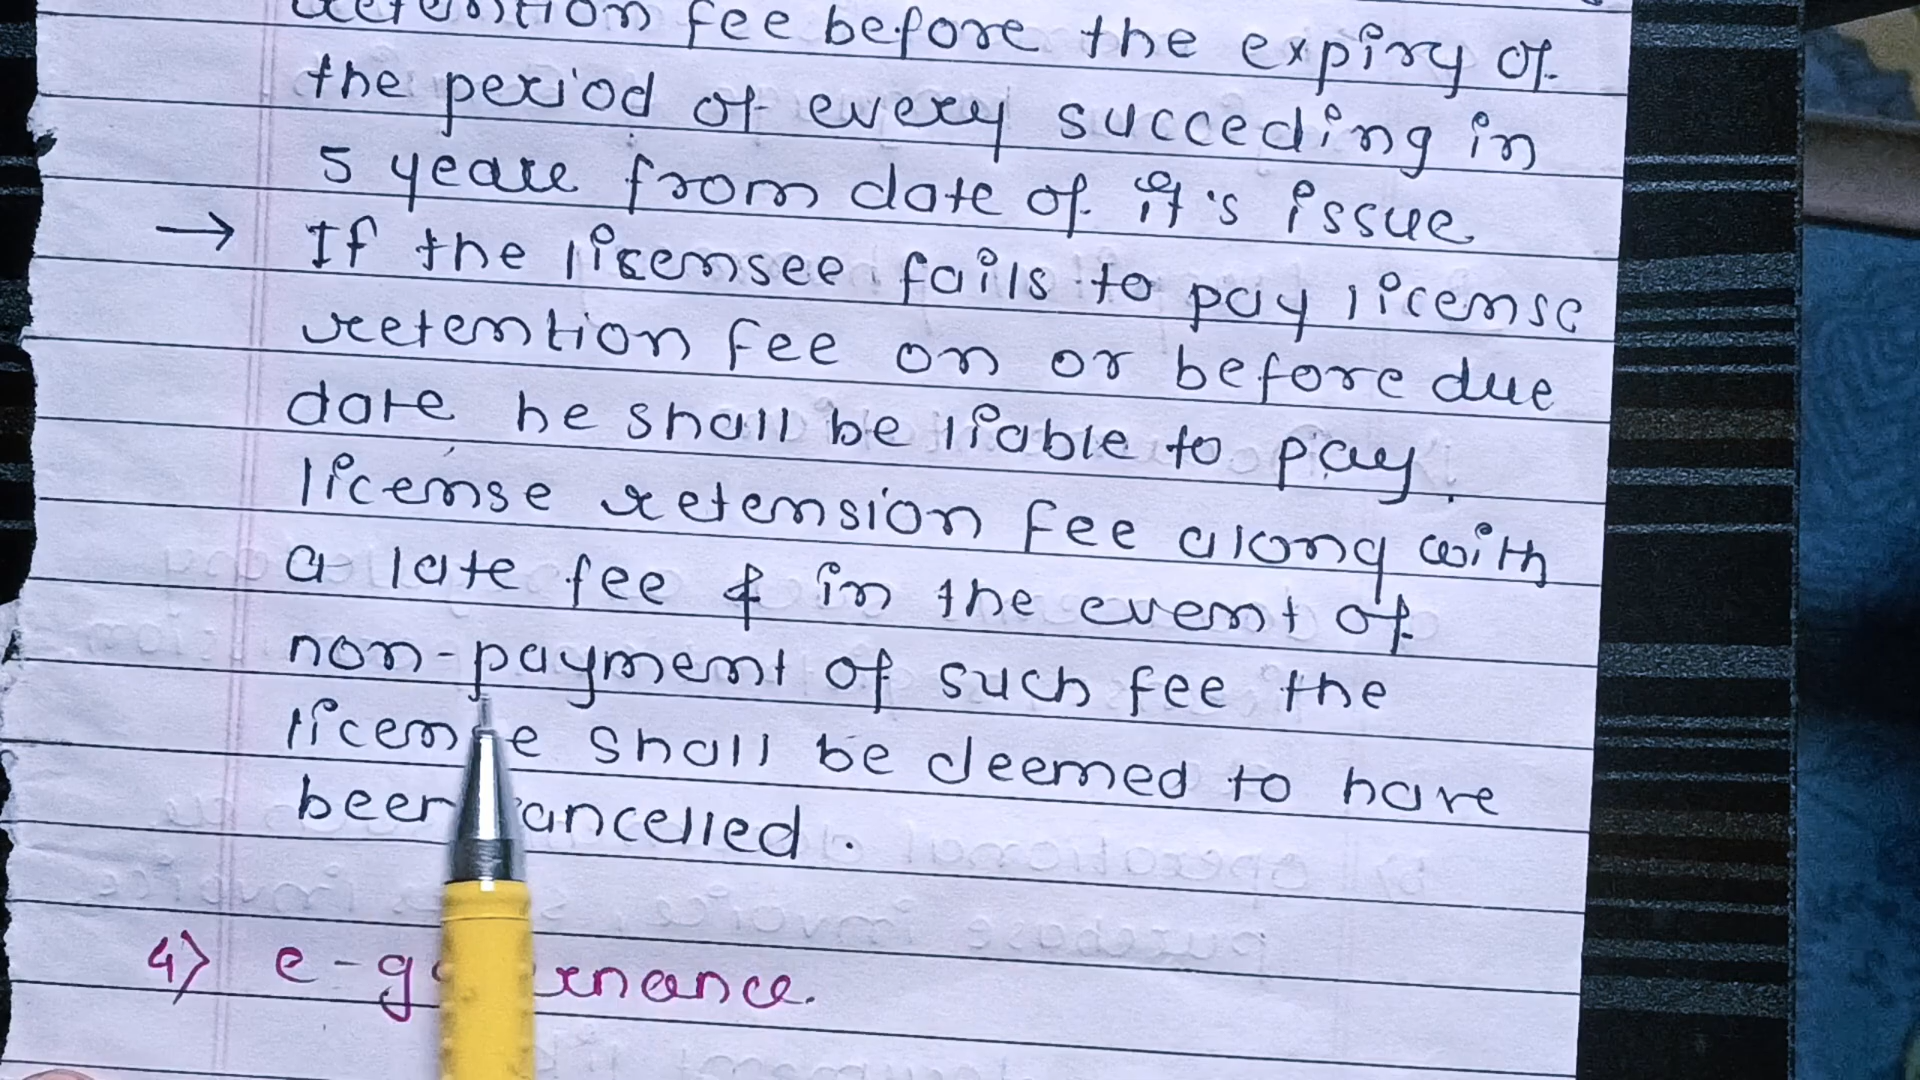 retention fee before the expiry of
the period of every succeding in
5 yeare from date of it's issue
→ If the licensee fails to pay license
retention fee on or before due
date he shall be liable to pay
license retension fee along with
a late fee & in the event of
non-payment of such fee the
license shall be deemed to have
been cancelled.
4) e-governance.